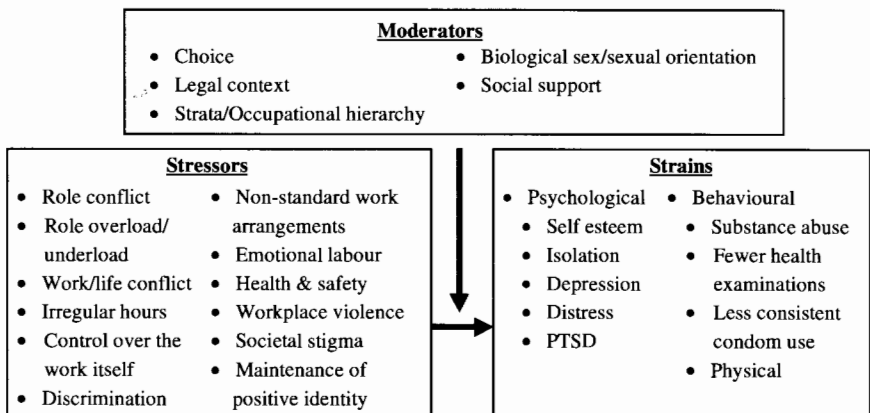 Moderators
• Choice
• Legal context
• Strata/Occupational hierarchy
• Biological sex/sexual orientation
• Social support
Stressors
• Role conflict
• Role overload/
underload
• Work/life conflict
• Irregular hours
• Control over the
work itself
• Discrimination
• Non-standard work
arrangements
• Emotional labour
• Health & safety
• Workplace violence
• Societal stigma
• Maintenance of
positive identity
Strains
• Psychological
• Self esteem
• Isolation
• Depression
• Distress
• PTSD
• Behavioural
• Substance abuse
• Fewer health
examinations
• Less consistent
condom use
• Physical